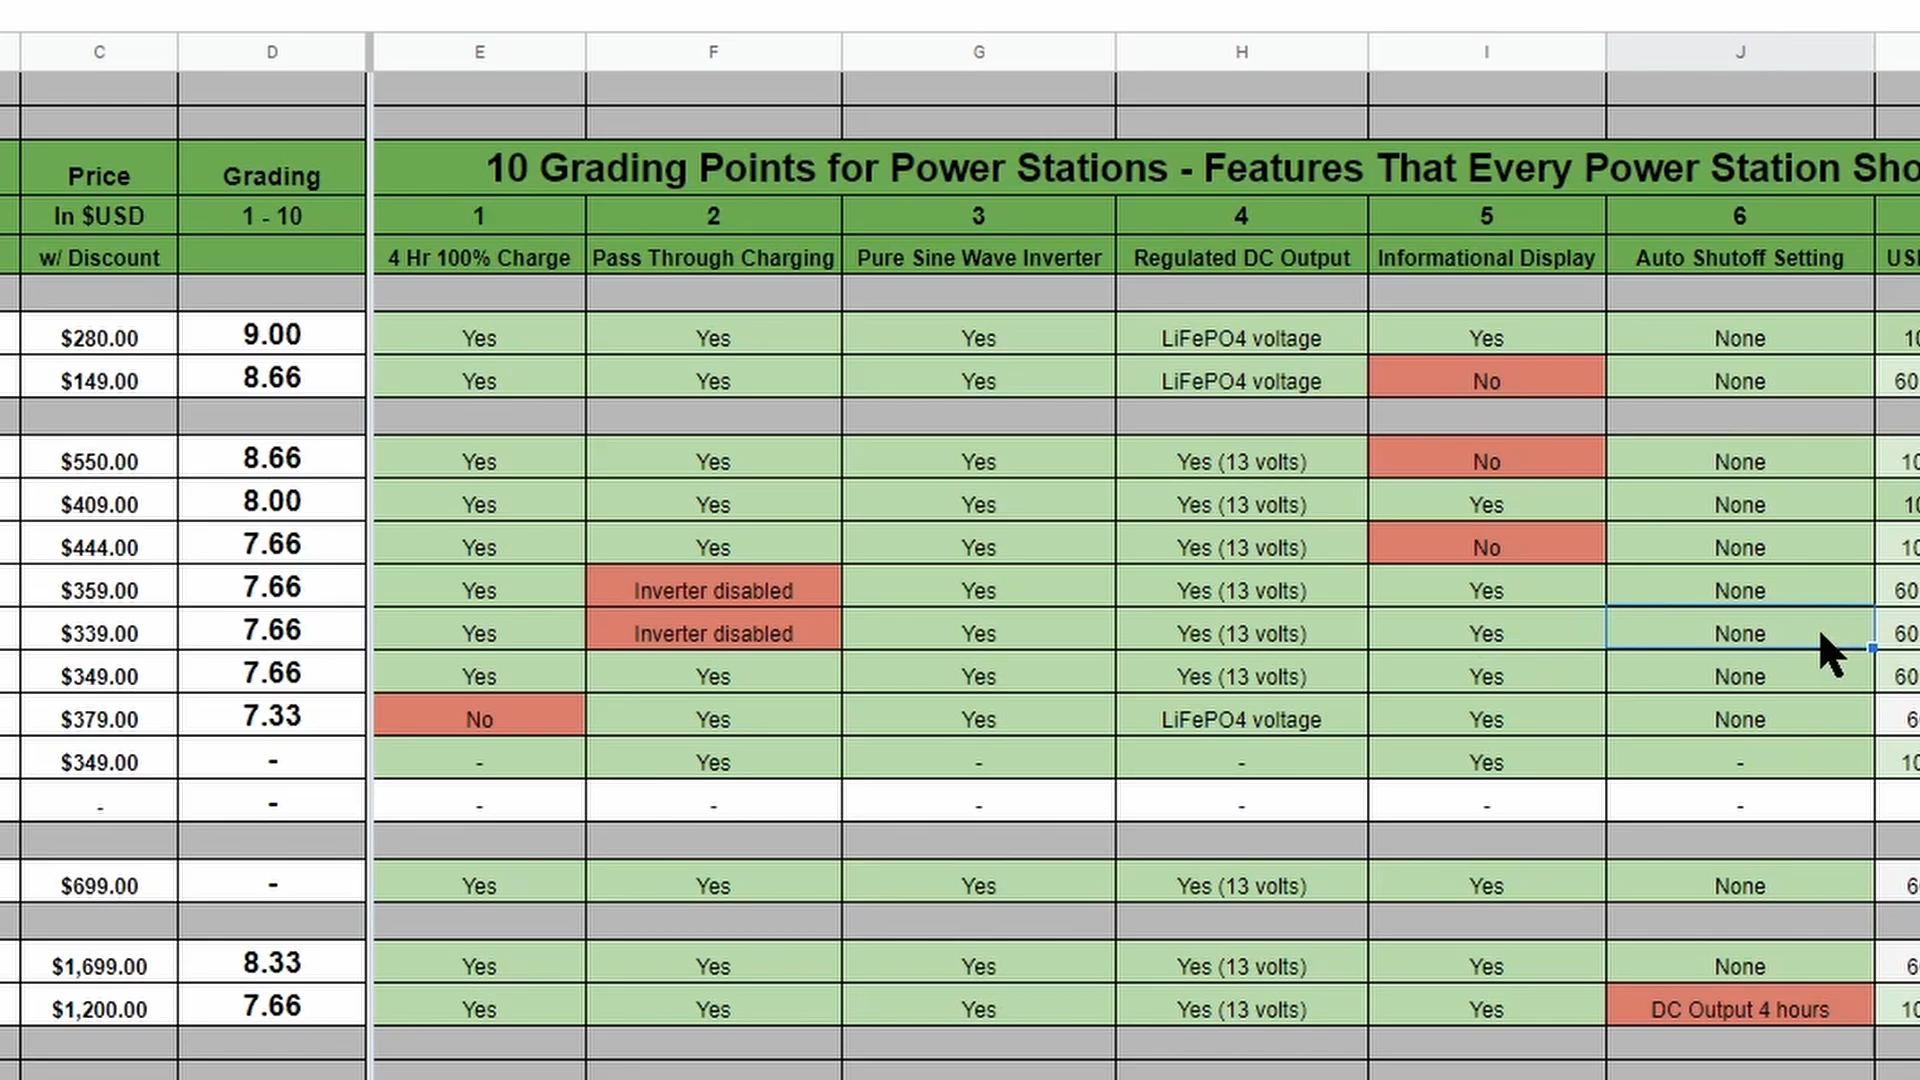 C D E F G H I J
Price Grading 10 Grading Points for Power Stations - Features That Every Power Station Sho
In $USD 1 - 10 1 2 3 4 5 6
w/ Discount 4 Hr 100% Charge Pass Through Charging Pure Sine Wave Inverter Regulated DC Output Informational Display Auto Shutoff Setting US
$280.00 9.00 Yes Yes Yes LiFePO4 voltage Yes None 10
$149.00 8.66 Yes Yes Yes LiFePO4 voltage No None 60
$550.00 8.66 Yes Yes Yes Yes (13 volts) No None 10
$409.00 8.00 Yes Yes Yes Yes (13 volts) Yes None 10
$444.00 7.66 Yes Yes Yes Yes (13 volts) No None 10
$359.00 7.66 Yes Inverter disabled Yes Yes (13 volts) Yes None 60
$339.00 7.66 Yes Inverter disabled Yes Yes (13 volts) Yes None 60
$349.00 7.66 Yes Yes Yes Yes (13 volts) Yes None 60
$379.00 7.33 No Yes Yes LiFePO4 voltage Yes None 6
$349.00 - - Yes - - Yes - 10
- - - - - - - -
$699.00 - Yes Yes Yes Yes (13 volts) Yes None 6
$1,699.00 8.33 Yes Yes Yes Yes (13 volts) Yes None 6
$1,200.00 7.66 Yes Yes Yes Yes (13 volts) Yes DC Output 4 hours 10